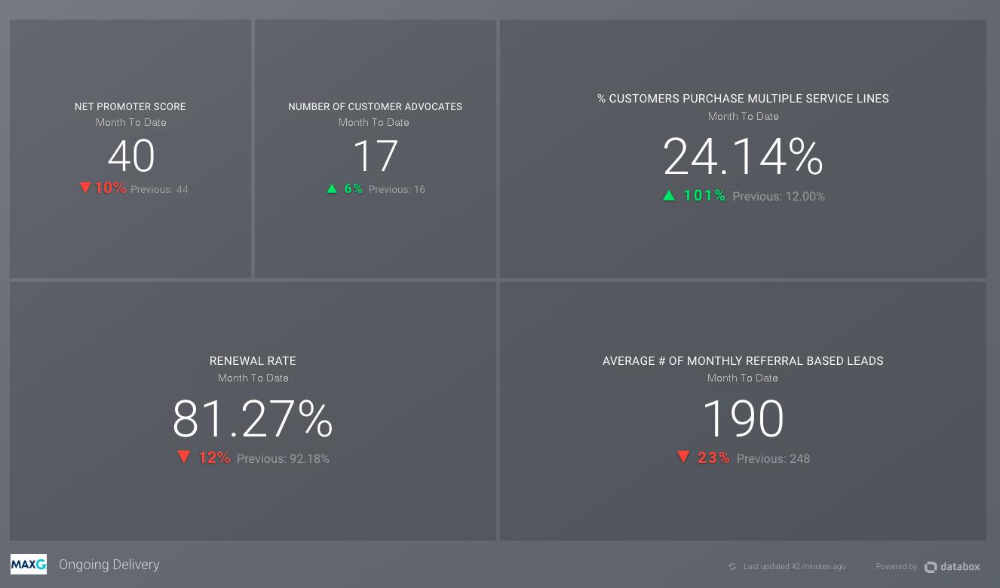 NET PROMOTER SCORE
Month To Date
40
▼ 10% Previous: 44
NUMBER OF CUSTOMER ADVOCATES
Month To Date
17
▲ 6% Previous: 16
% CUSTOMERS PURCHASE MULTIPLE SERVICE LINES
Month To Date
24.14%
▲ 101% Previous: 12.00%
RENEWAL RATE
Month To Date
81.27%
▼ 12% Previous: 92.18%
AVERAGE # OF MONTHLY REFERRAL BASED LEADS
Month To Date
190
▼ 23% Previous: 248
MAXG Ongoing Delivery
Last updated 42 minutes ago
Powered by databox